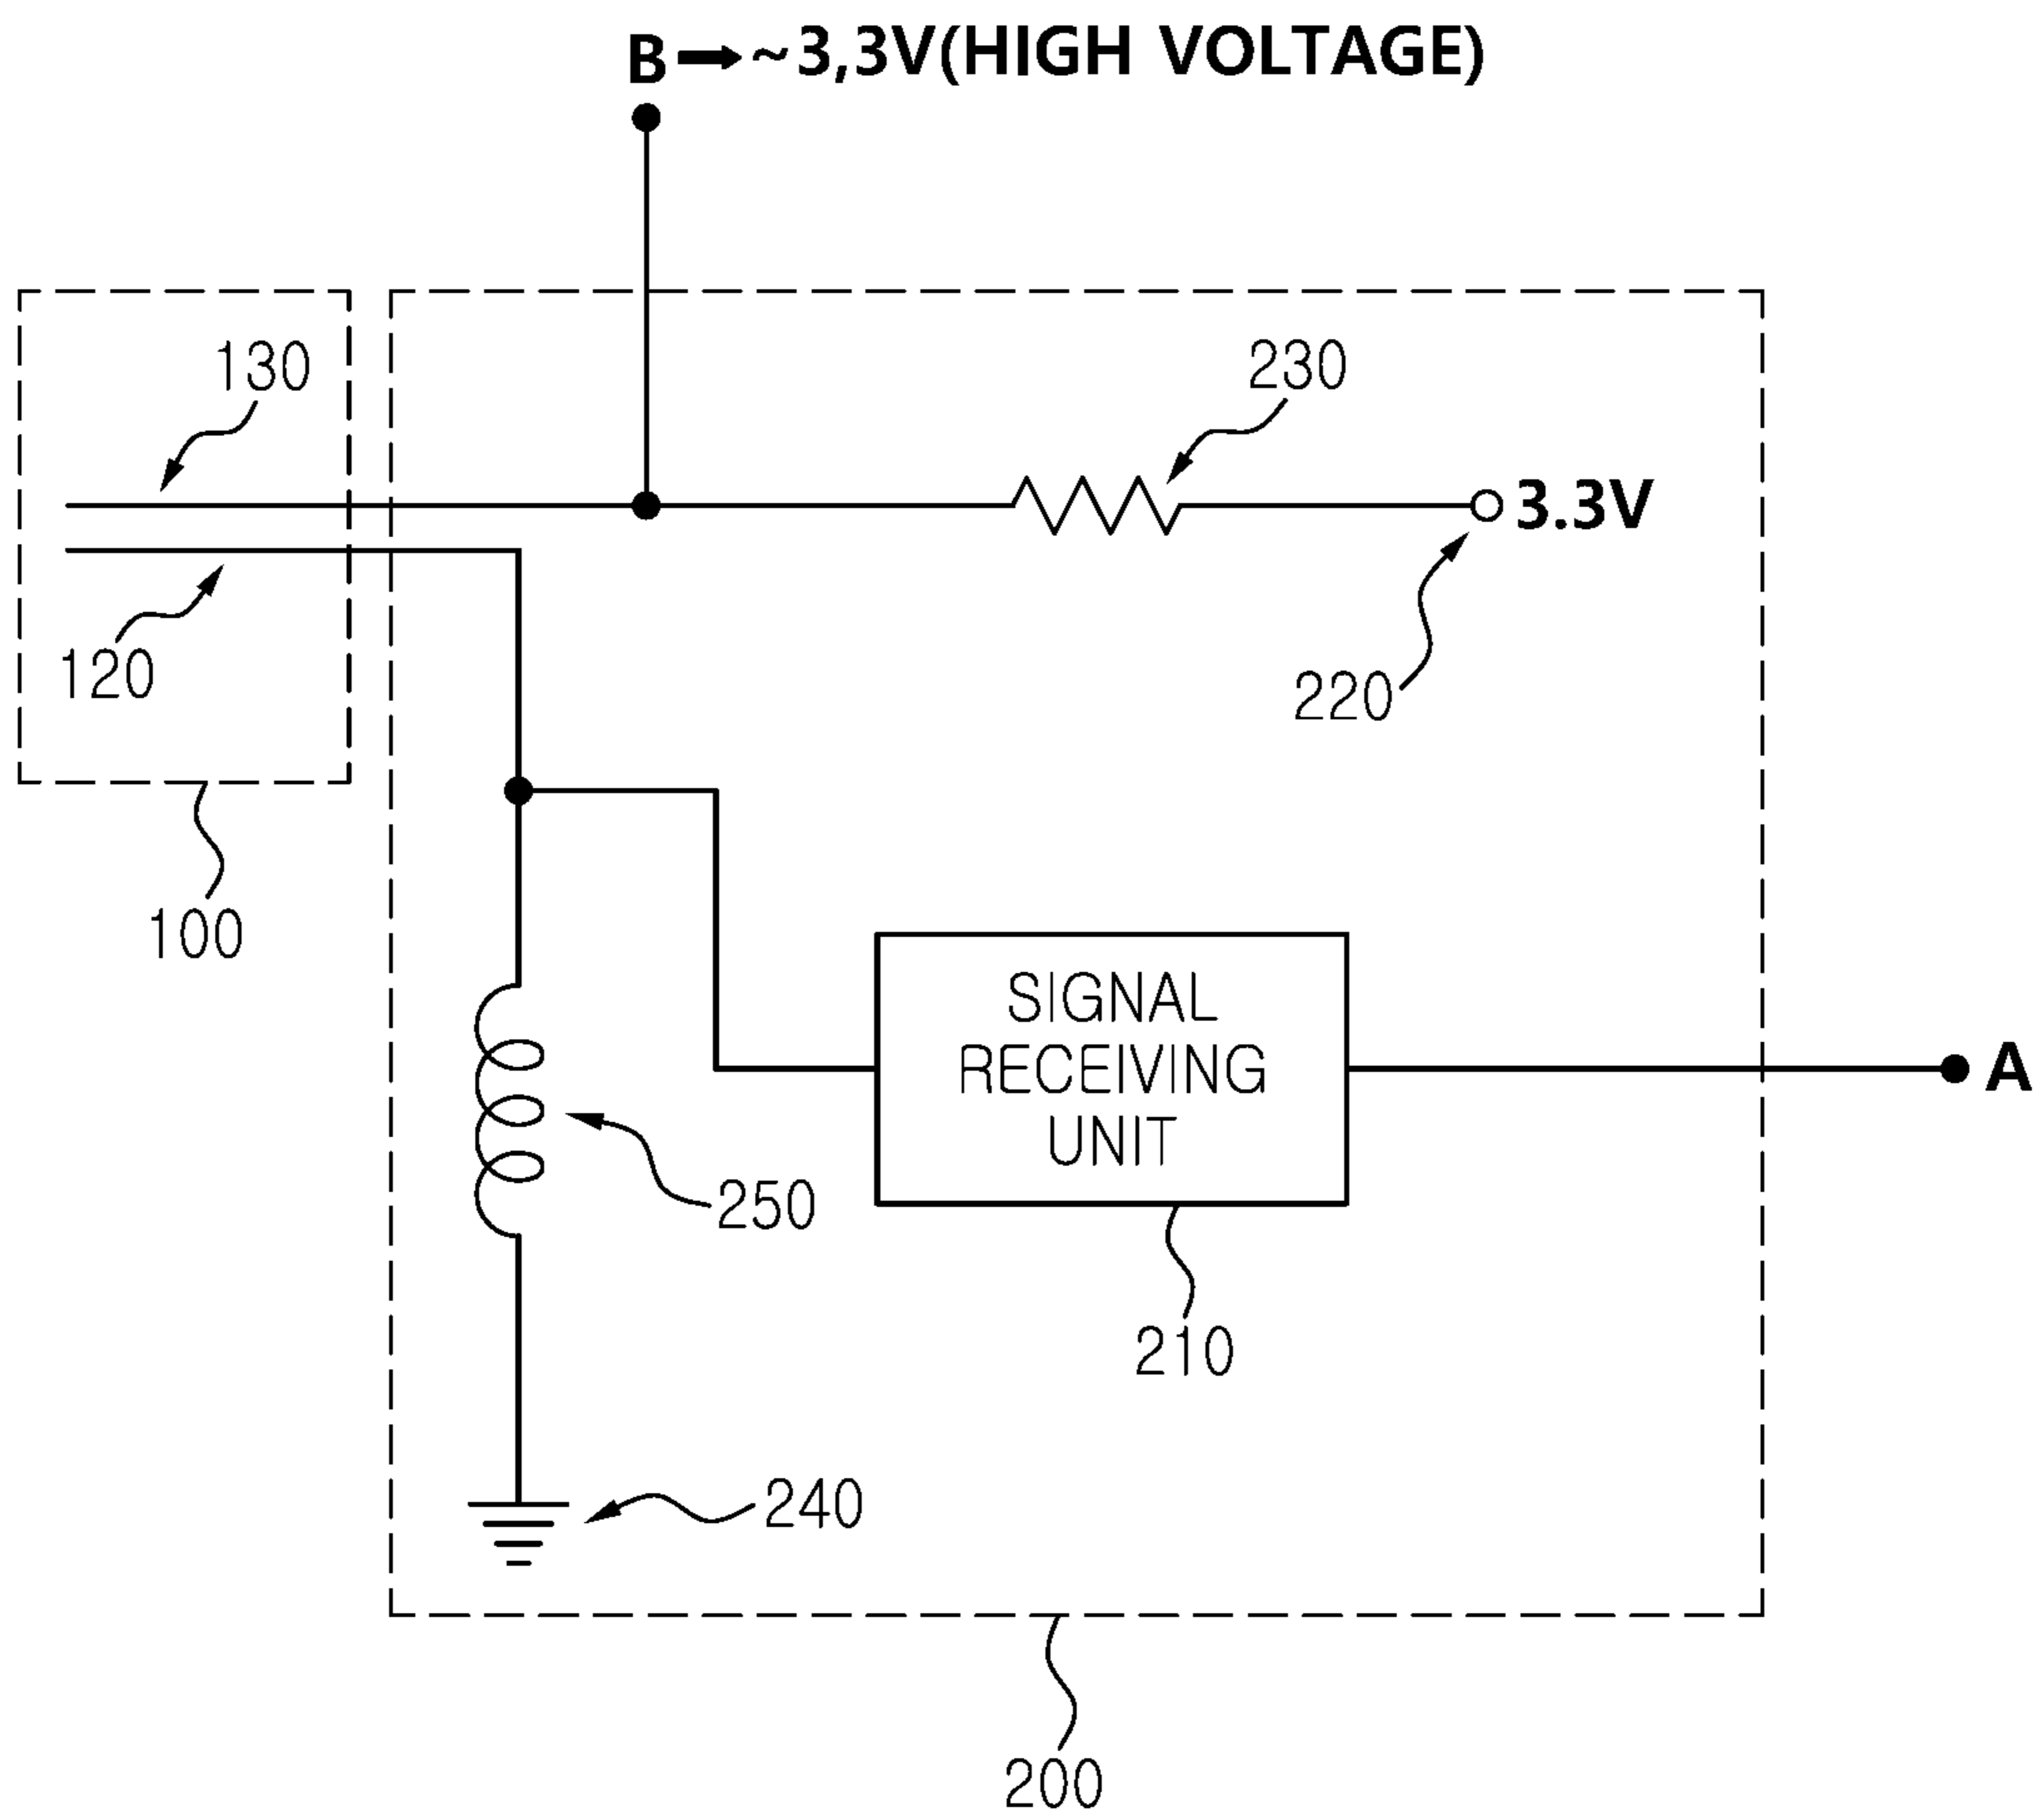 B → ~3,3V(HIGH VOLTAGE)
130
230
3.3V
120
220
100
SIGNAL
RECEIVING
UNIT
A
250
210
240
200